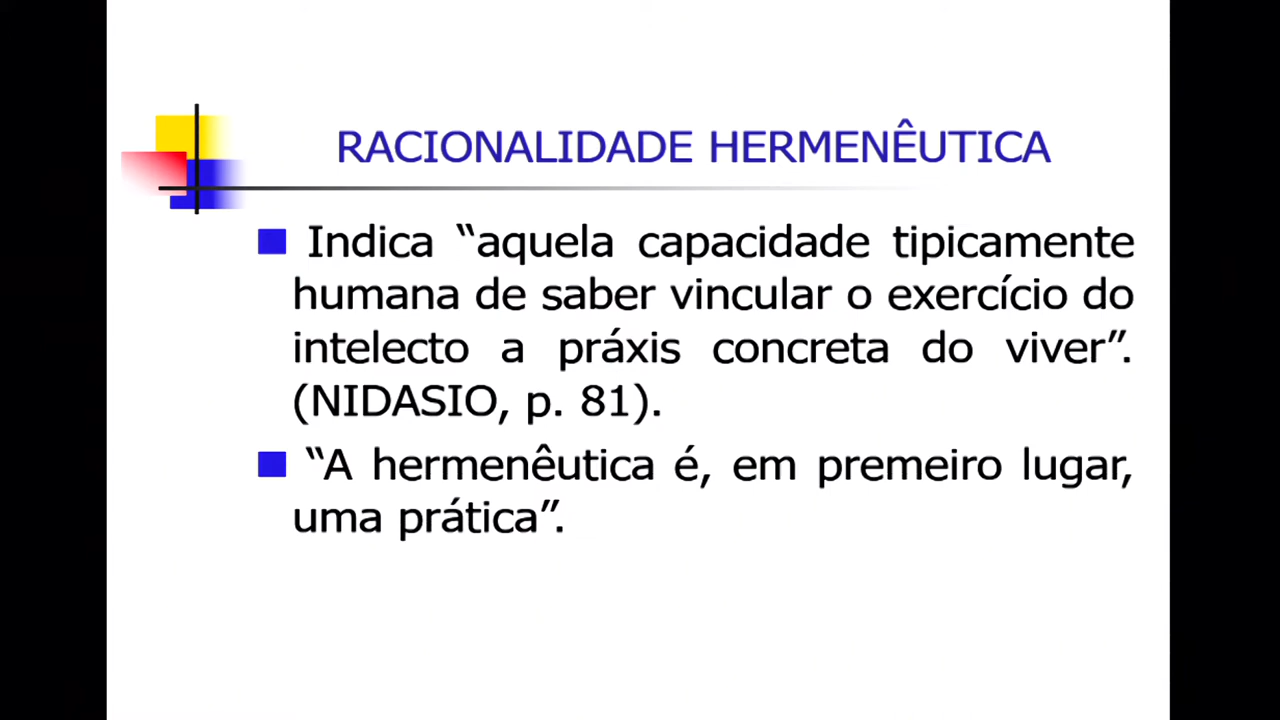 RACIONALIDADE HERMENÊUTICA
Indica “aquela capacidade tipicamente
humana de saber vincular o exercício do
intelecto a práxis concreta do viver”.
(NIDASIO, p. 81).
“A hermenêutica é, em premeiro lugar,
uma prática”.